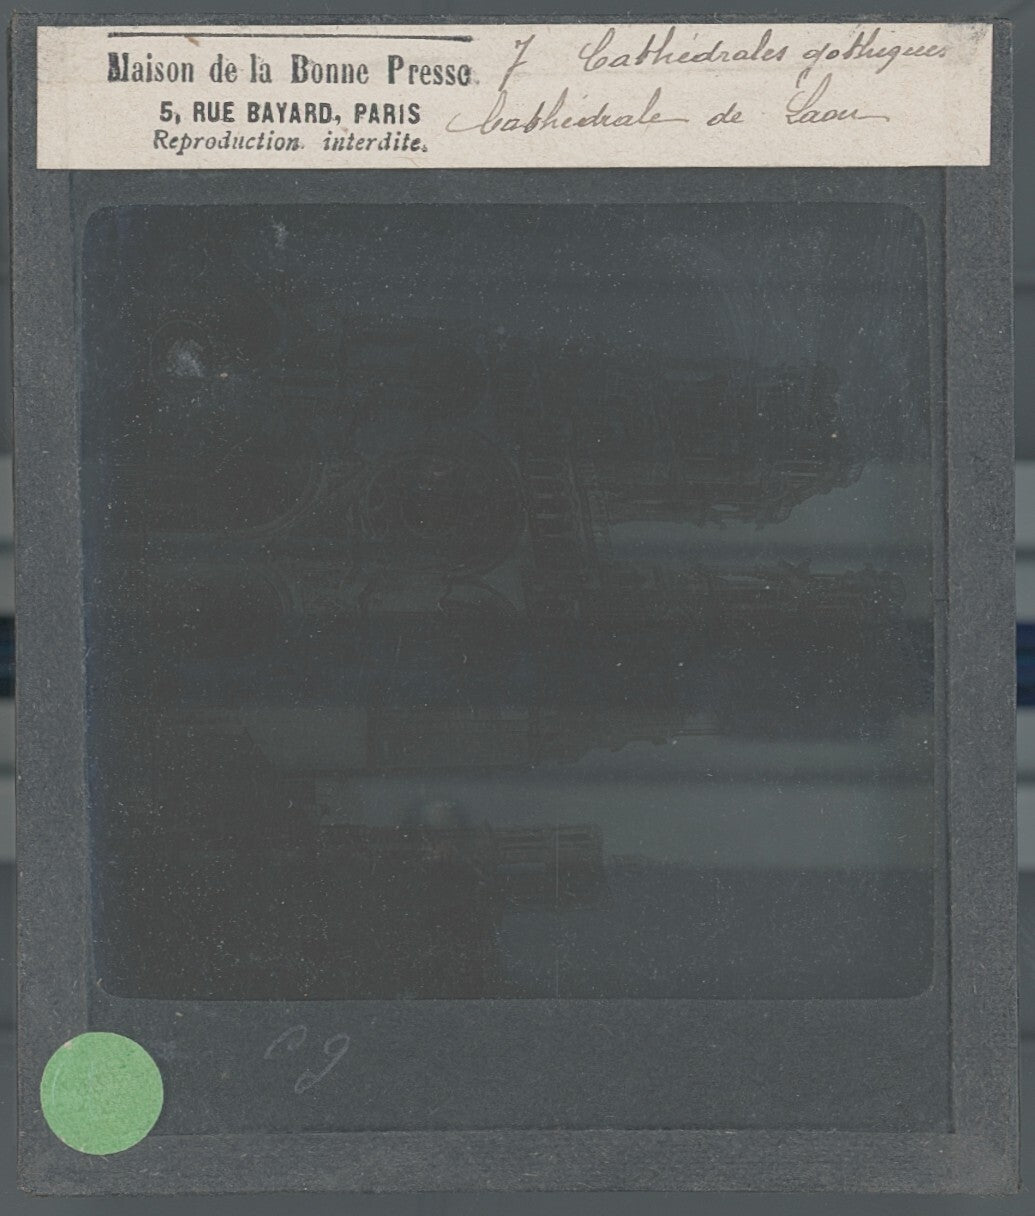 Maison de la Bonne Presse
5, RUE BAYARD, PARIS
Reproduction interdite.
7 Cathédrales gothiques
Cathédrale de Laon